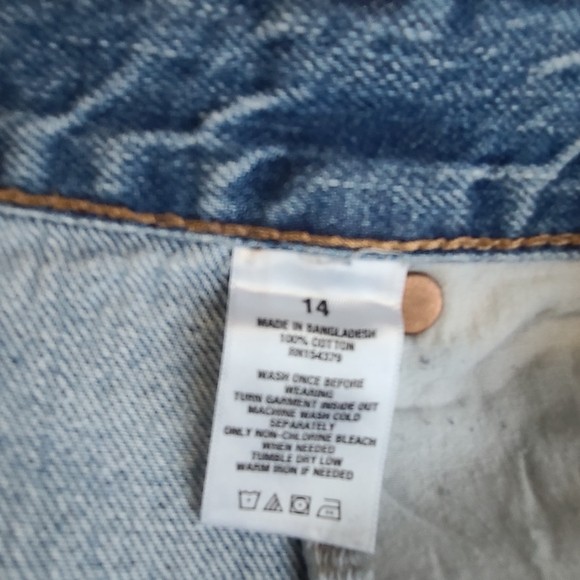 14
MADE IN BANGLADESH
100% COTTON
RN154379
WASH ONCE BEFORE
WEARING
TURN GARMENT INSIDE OUT
MACHINE WASH COLD
SEPARATELY
ONLY NON-CHLORINE BLEACH
WHEN NEEDED
TUMBLE DRY LOW
WARM IRON IF NEEDED